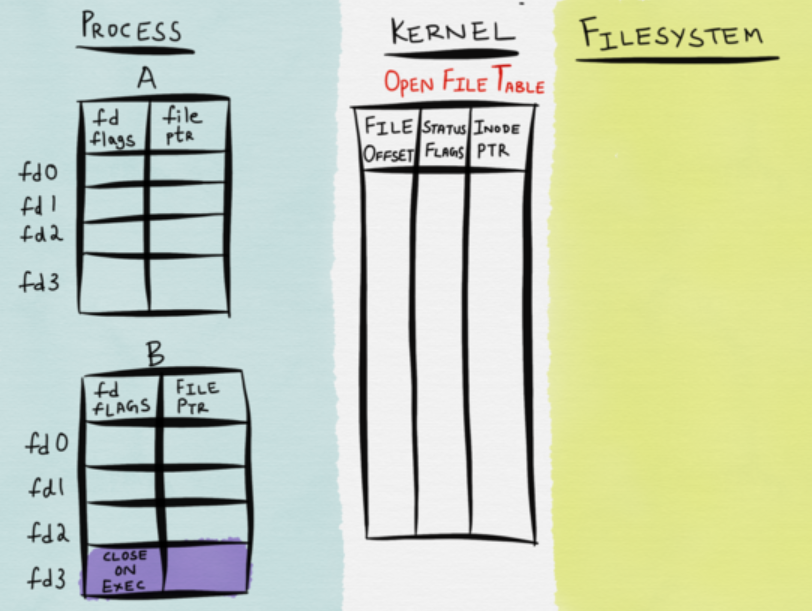 PROCESS
A
fd flags
file ptr
fd0
fd1
fd2
fd3
B
fd FLAGS
FILE PTR
fd0
fd1
fd2
fd3
CLOSE ON EXEC
KERNEL
OPEN FILE TABLE
FILE OFFSET
STATUS FLAGS
INODE PTR
FILESYSTEM